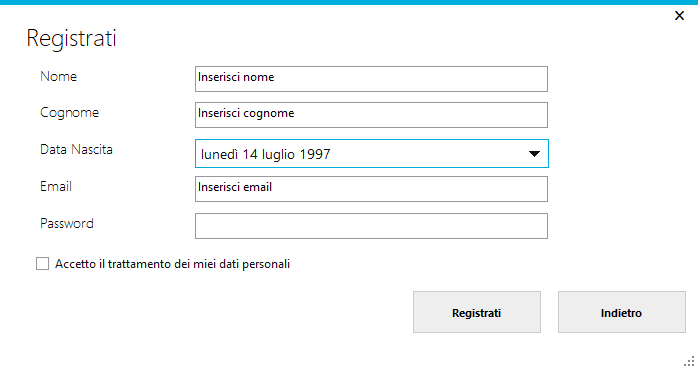 Registrati
Nome Inserisci nome
Cognome Inserisci cognome
Data Nascita lunedì 14 luglio 1997
Email Inserisci email
Password
Accetto il trattamento dei miei dati personali
Registrati Indietro